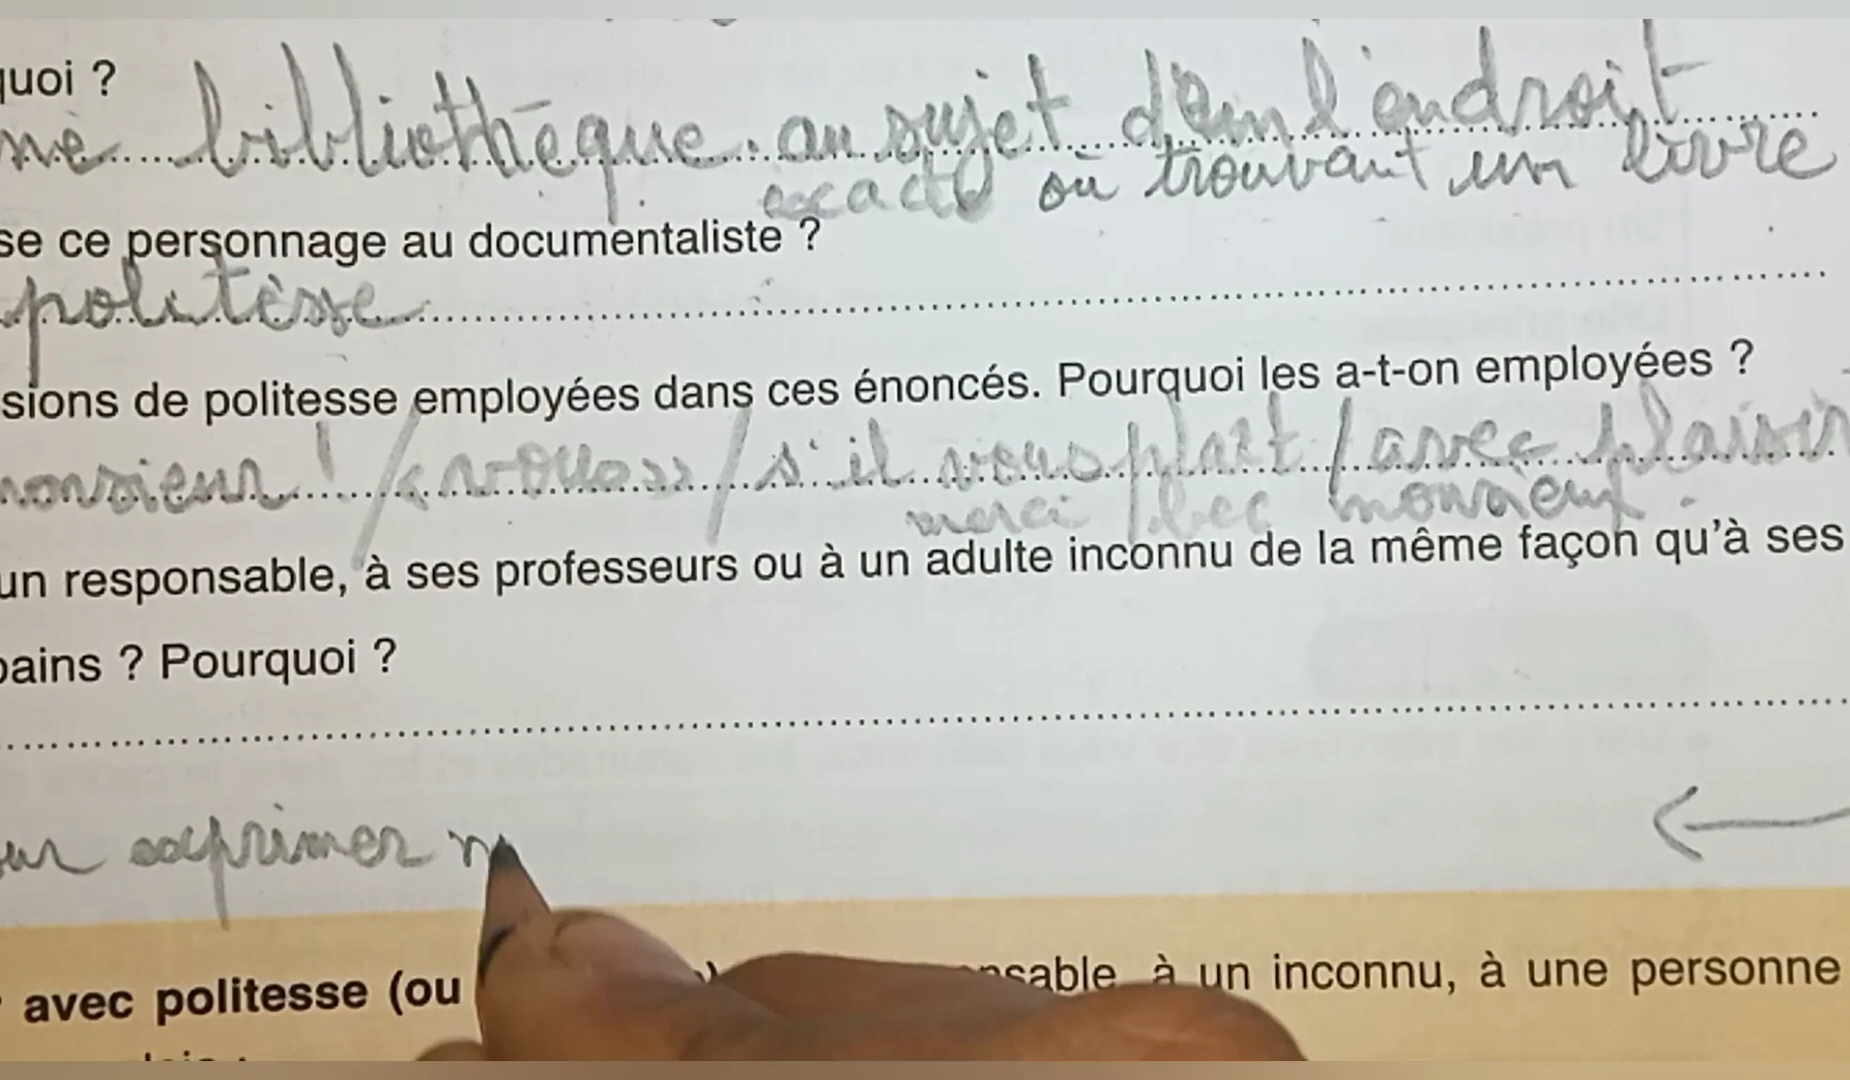 quoi ?
bibliothèque. au sujet l'endroit
exacte où trouvant un livre
se ce personnage au documentaliste ?
politèsse
sions de politesse employées dans ces énoncés. Pourquoi les a-t-on employées ?
monsieur / « vous » / s'il vous plaît / avec plaisir
merci / monsieur.
un responsable, à ses professeurs ou à un adulte inconnu de la même façon qu'à ses
pains ? Pourquoi ?
exprimer
avec politesse (ou sable, à un inconnu, à une personne